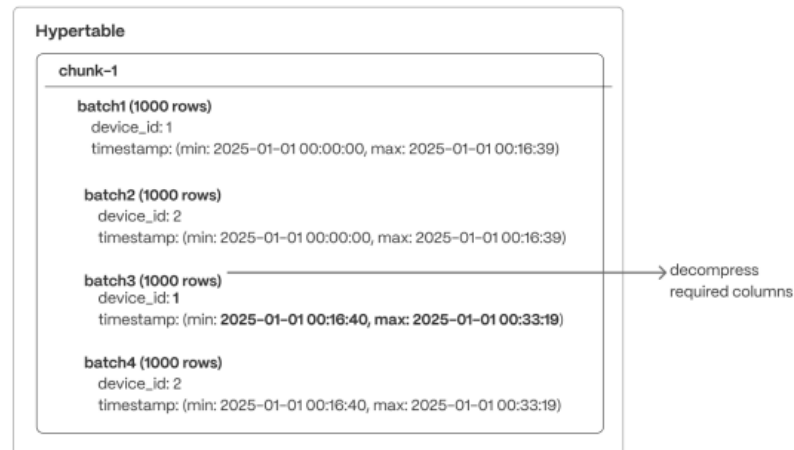 Hypertable
chunk-1
batch1 (1000 rows)
device_id: 1
timestamp: (min: 2025-01-01 00:00:00, max: 2025-01-01 00:16:39)
batch2 (1000 rows)
device_id: 2
timestamp: (min: 2025-01-01 00:00:00, max: 2025-01-01 00:16:39)
batch3 (1000 rows)
device_id: 1
timestamp: (min: 2025-01-01 00:16:40, max: 2025-01-01 00:33:19)
decompress
required columns
batch4 (1000 rows)
device_id: 2
timestamp: (min: 2025-01-01 00:16:40, max: 2025-01-01 00:33:19)